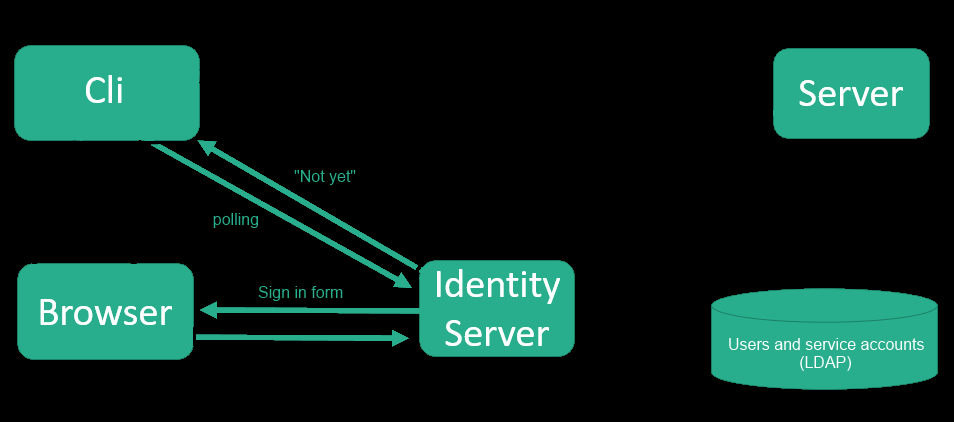 Cli
Server
"Not yet"
polling
Sign in form
Browser
Identity
Server
Users and service accounts
(LDAP)